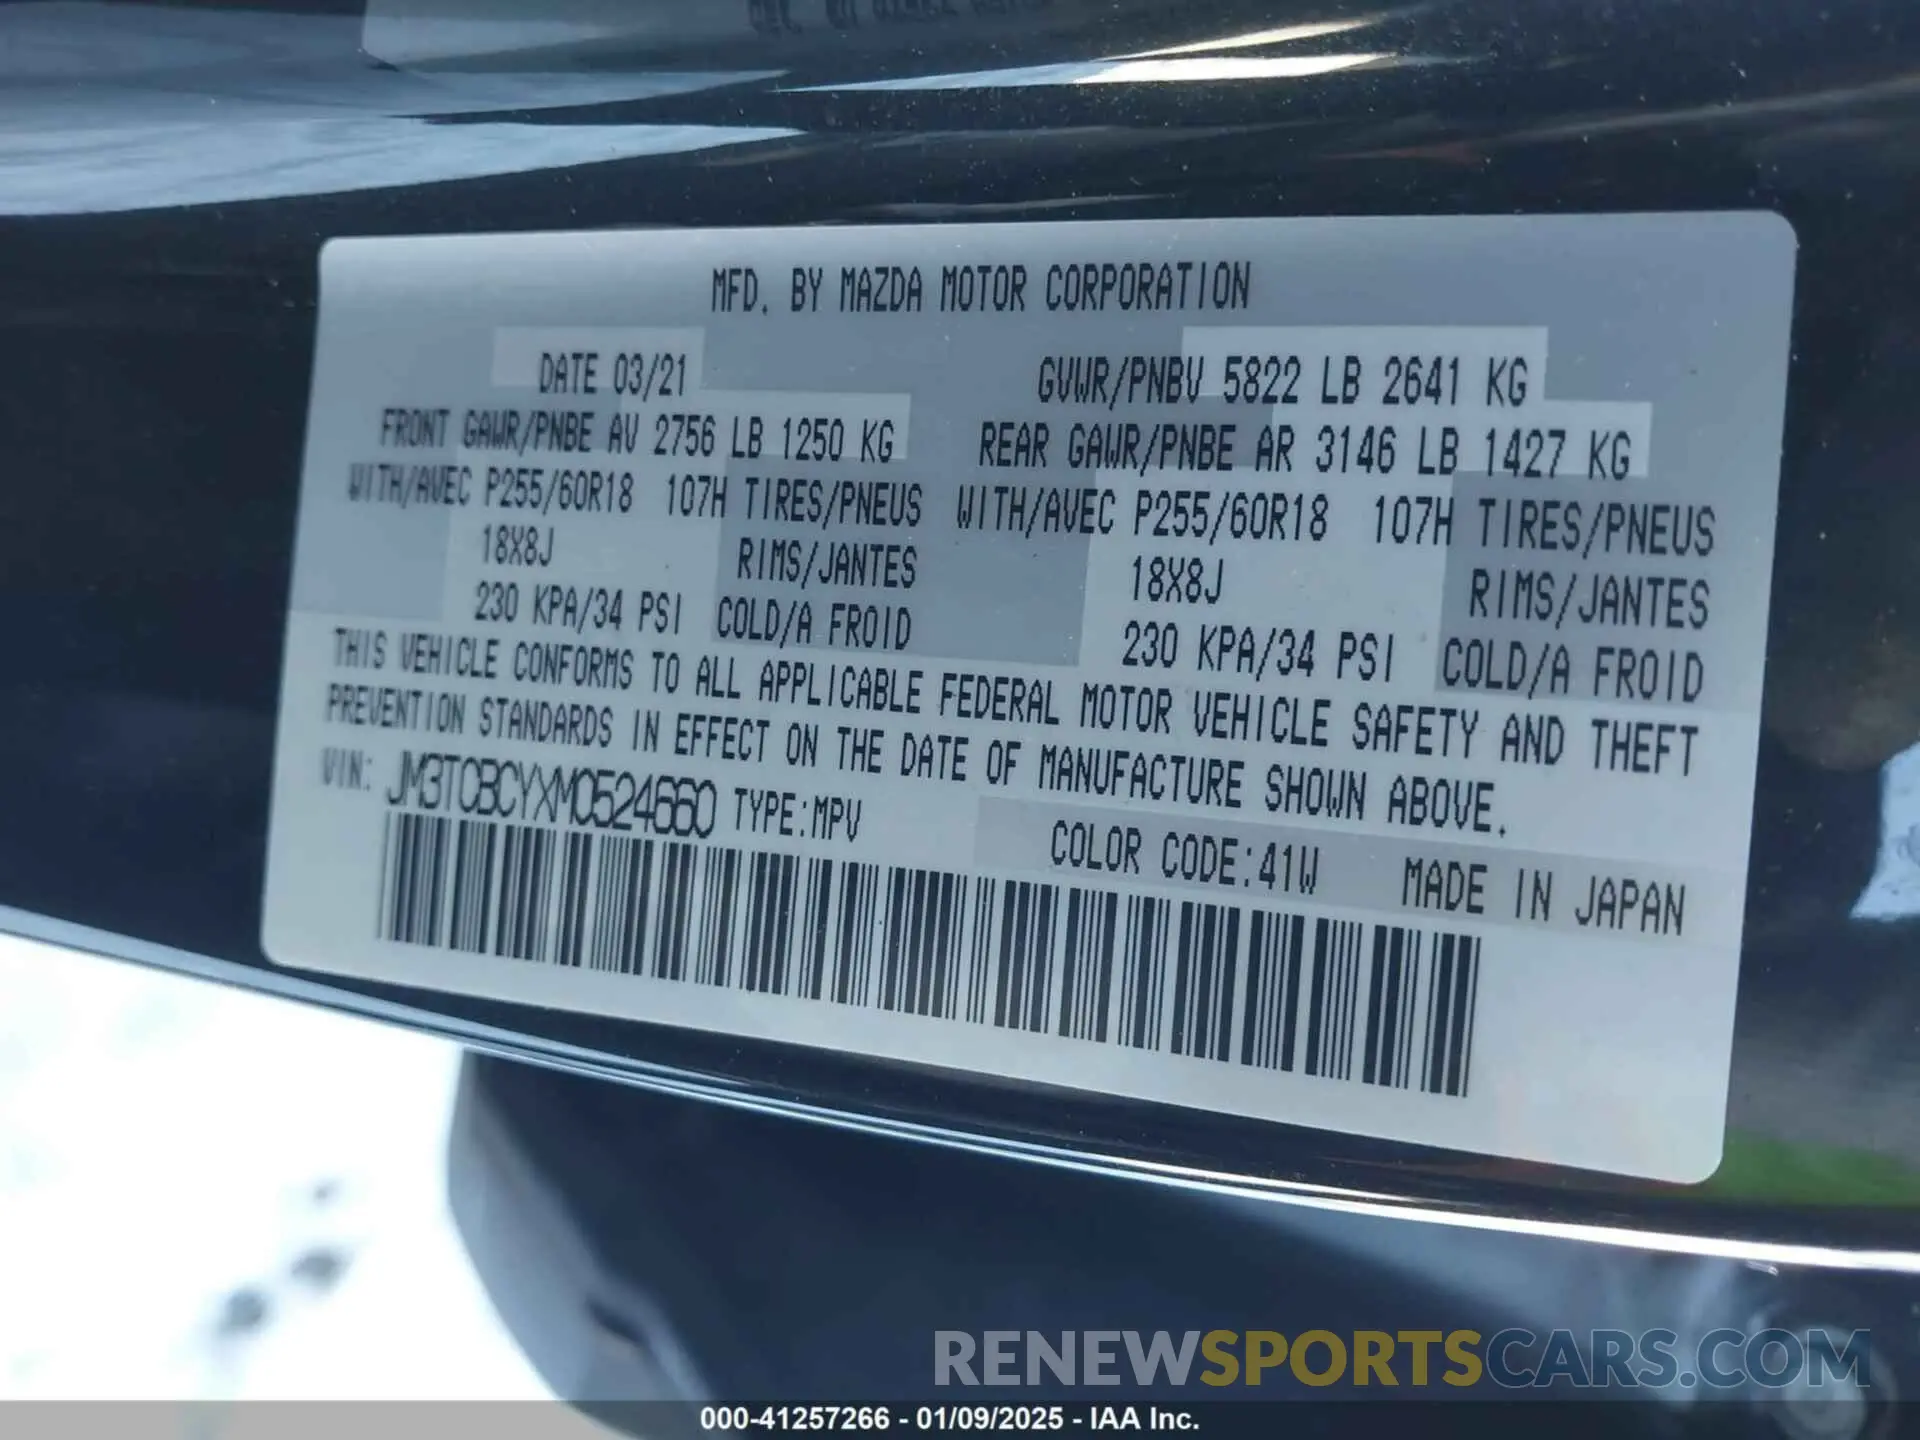 MFD. BY MAZDA MOTOR CORPORATION
DATE 03/21 GVWR/PNBV 5822 LB 2641 KG
FRONT GAWR/PNBE AV 2756 LB 1250 KG REAR GAWR/PNBE AR 3146 LB 1427 KG
WITH/AVEC P255/60R18 107H TIRES/PNEUS WITH/AVEC P255/60R18 107H TIRES/PNEUS
18X8J RIMS/JANTES 18X8J RIMS/JANTES
230 KPA/34 PSI COLD/A FROID 230 KPA/34 PSI COLD/A FROID
THIS VEHICLE CONFORMS TO ALL APPLICABLE FEDERAL MOTOR VEHICLE SAFETY AND THEFT
PREVENTION STANDARDS IN EFFECT ON THE DATE OF MANUFACTURE SHOWN ABOVE.
VIN: JM3TCBCYXM0524660 TYPE:MPV
COLOR CODE:41W MADE IN JAPAN
RENEWSPORTSCARS.COM
000-41257266 - 01/09/2025 - IAA Inc.